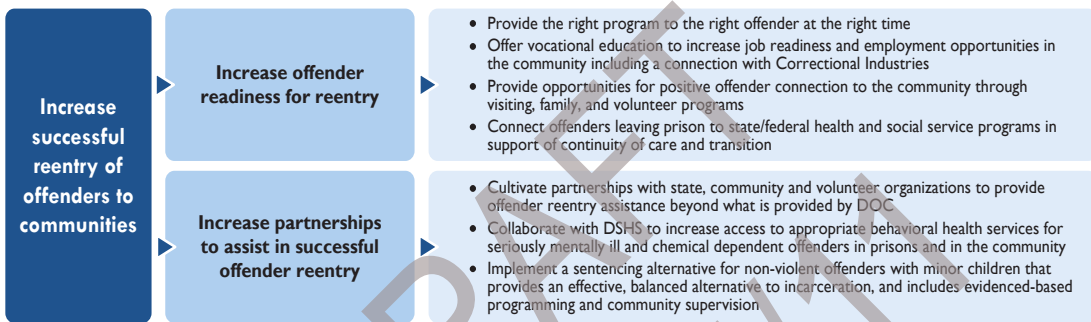 Increase
successful
reentry of
offenders to
communities
Increase offender
readiness for reentry
• Provide the right program to the right offender at the right time
• Offer vocational education to increase job readiness and employment opportunities in
the community including a connection with Correctional Industries
• Provide opportunities for positive offender connection to the community through
visiting, family, and volunteer programs
• Connect offenders leaving prison to state/federal health and social service programs in
support of continuity of care and transition
Increase partnerships
to assist in successful
offender reentry
• Cultivate partnerships with state, community and volunteer organizations to provide
offender reentry assistance beyond what is provided by DOC
• Collaborate with DSHS to increase access to appropriate behavioral health services for
seriously mentally ill and chemical dependent offenders in prisons and in the community
• Implement a sentencing alternative for non-violent offenders with minor children that
provides an effective, balanced alternative to incarceration, and includes evidenced-based
programming and community supervision